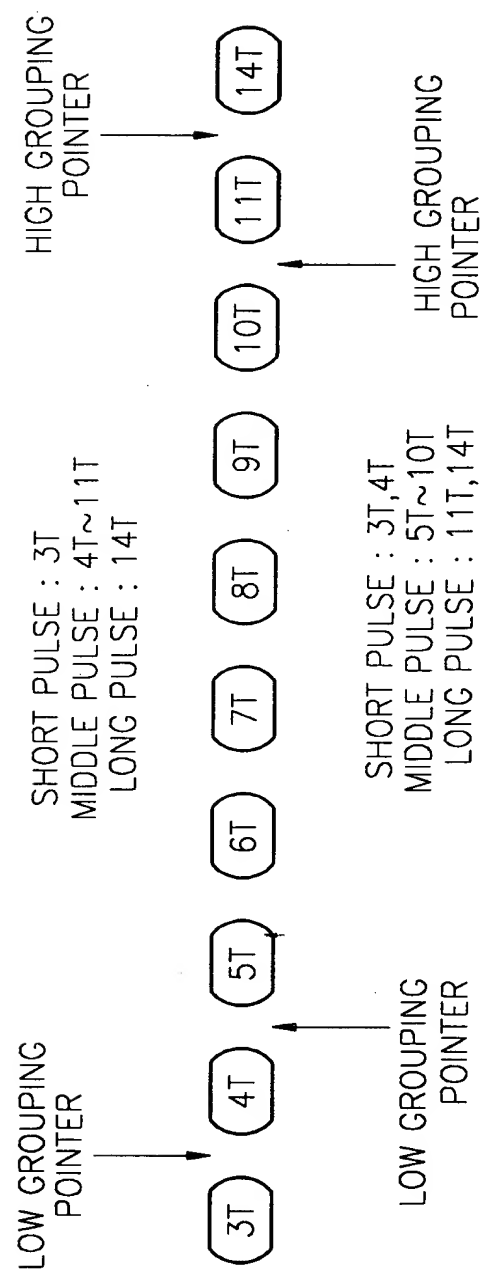 LOW GROUPING
POINTER
SHORT PULSE : 3T
MIDDLE PULSE : 4T~11T
LONG PULSE : 14T
HIGH GROUPING
POINTER
3T 4T 5T 6T 7T 8T 9T 10T 11T 14T
LOW GROUPING
POINTER
SHORT PULSE : 3T,4T
MIDDLE PULSE : 5T~10T
LONG PULSE : 11T,14T
HIGH GROUPING
POINTER